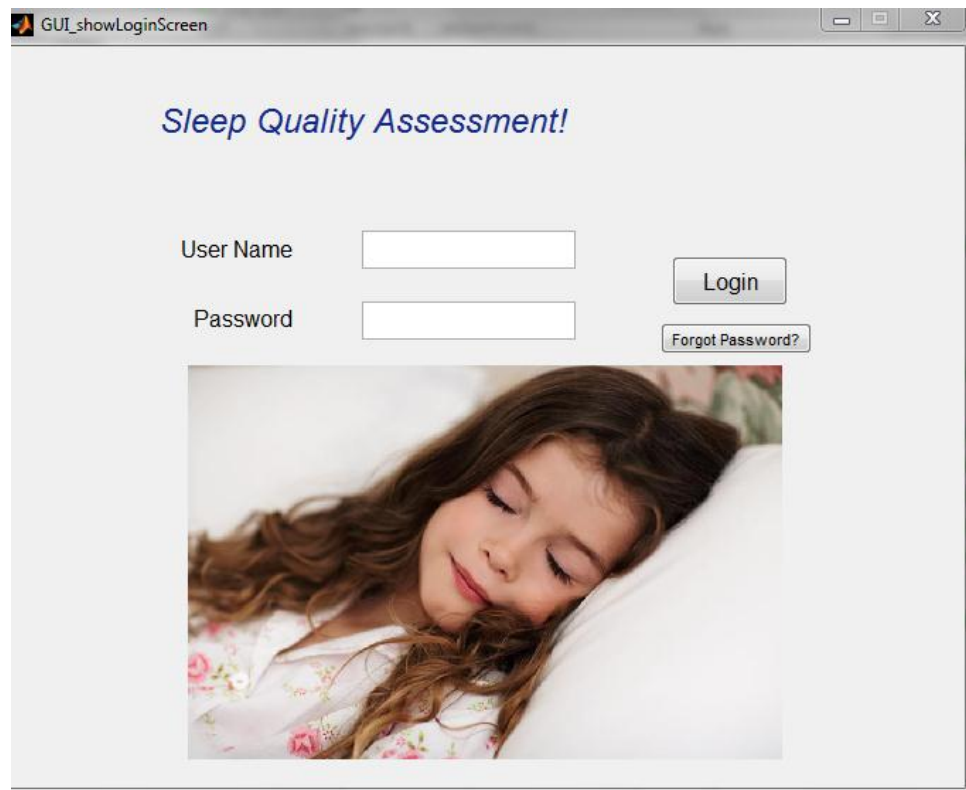 GUI_showLoginScreen
Sleep Quality Assessment!
User Name
Login
Password
Forgot Password?